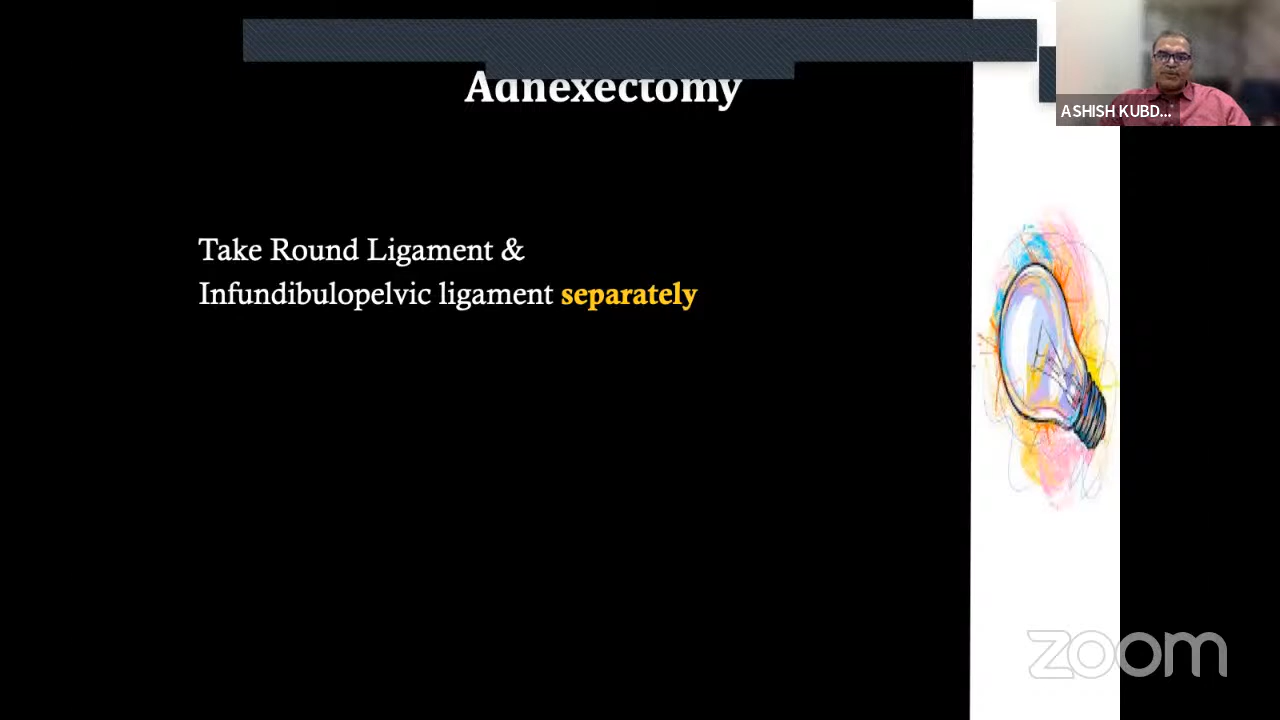 Adnexectomy
ASHISH KUBD...
Take Round Ligament &
Infundibulopelvic ligament separately
zoom